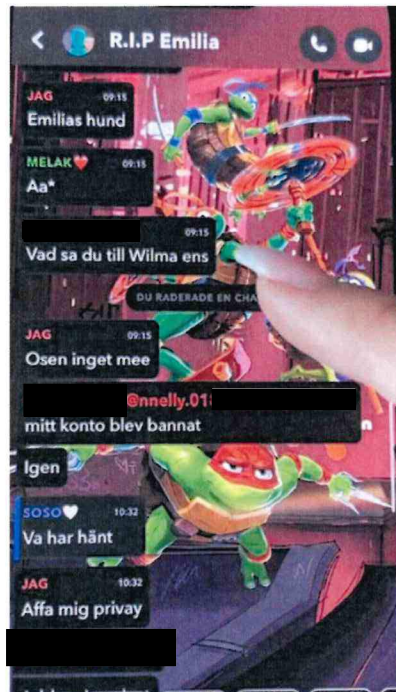 R.I.P Emilia
JAG 09:15
Emilias hund
MELAK❤️ 09:15
Aa*
09:15
Vad sa du till Wilma ens
DU RADERADE EN CHA
JAG 09:15
Osen inget mee
@nnelly.01
mitt konto blev bannat
Igen
SOSO🤍 10:32
Va har hänt
JAG 10:32
Affa mig privay